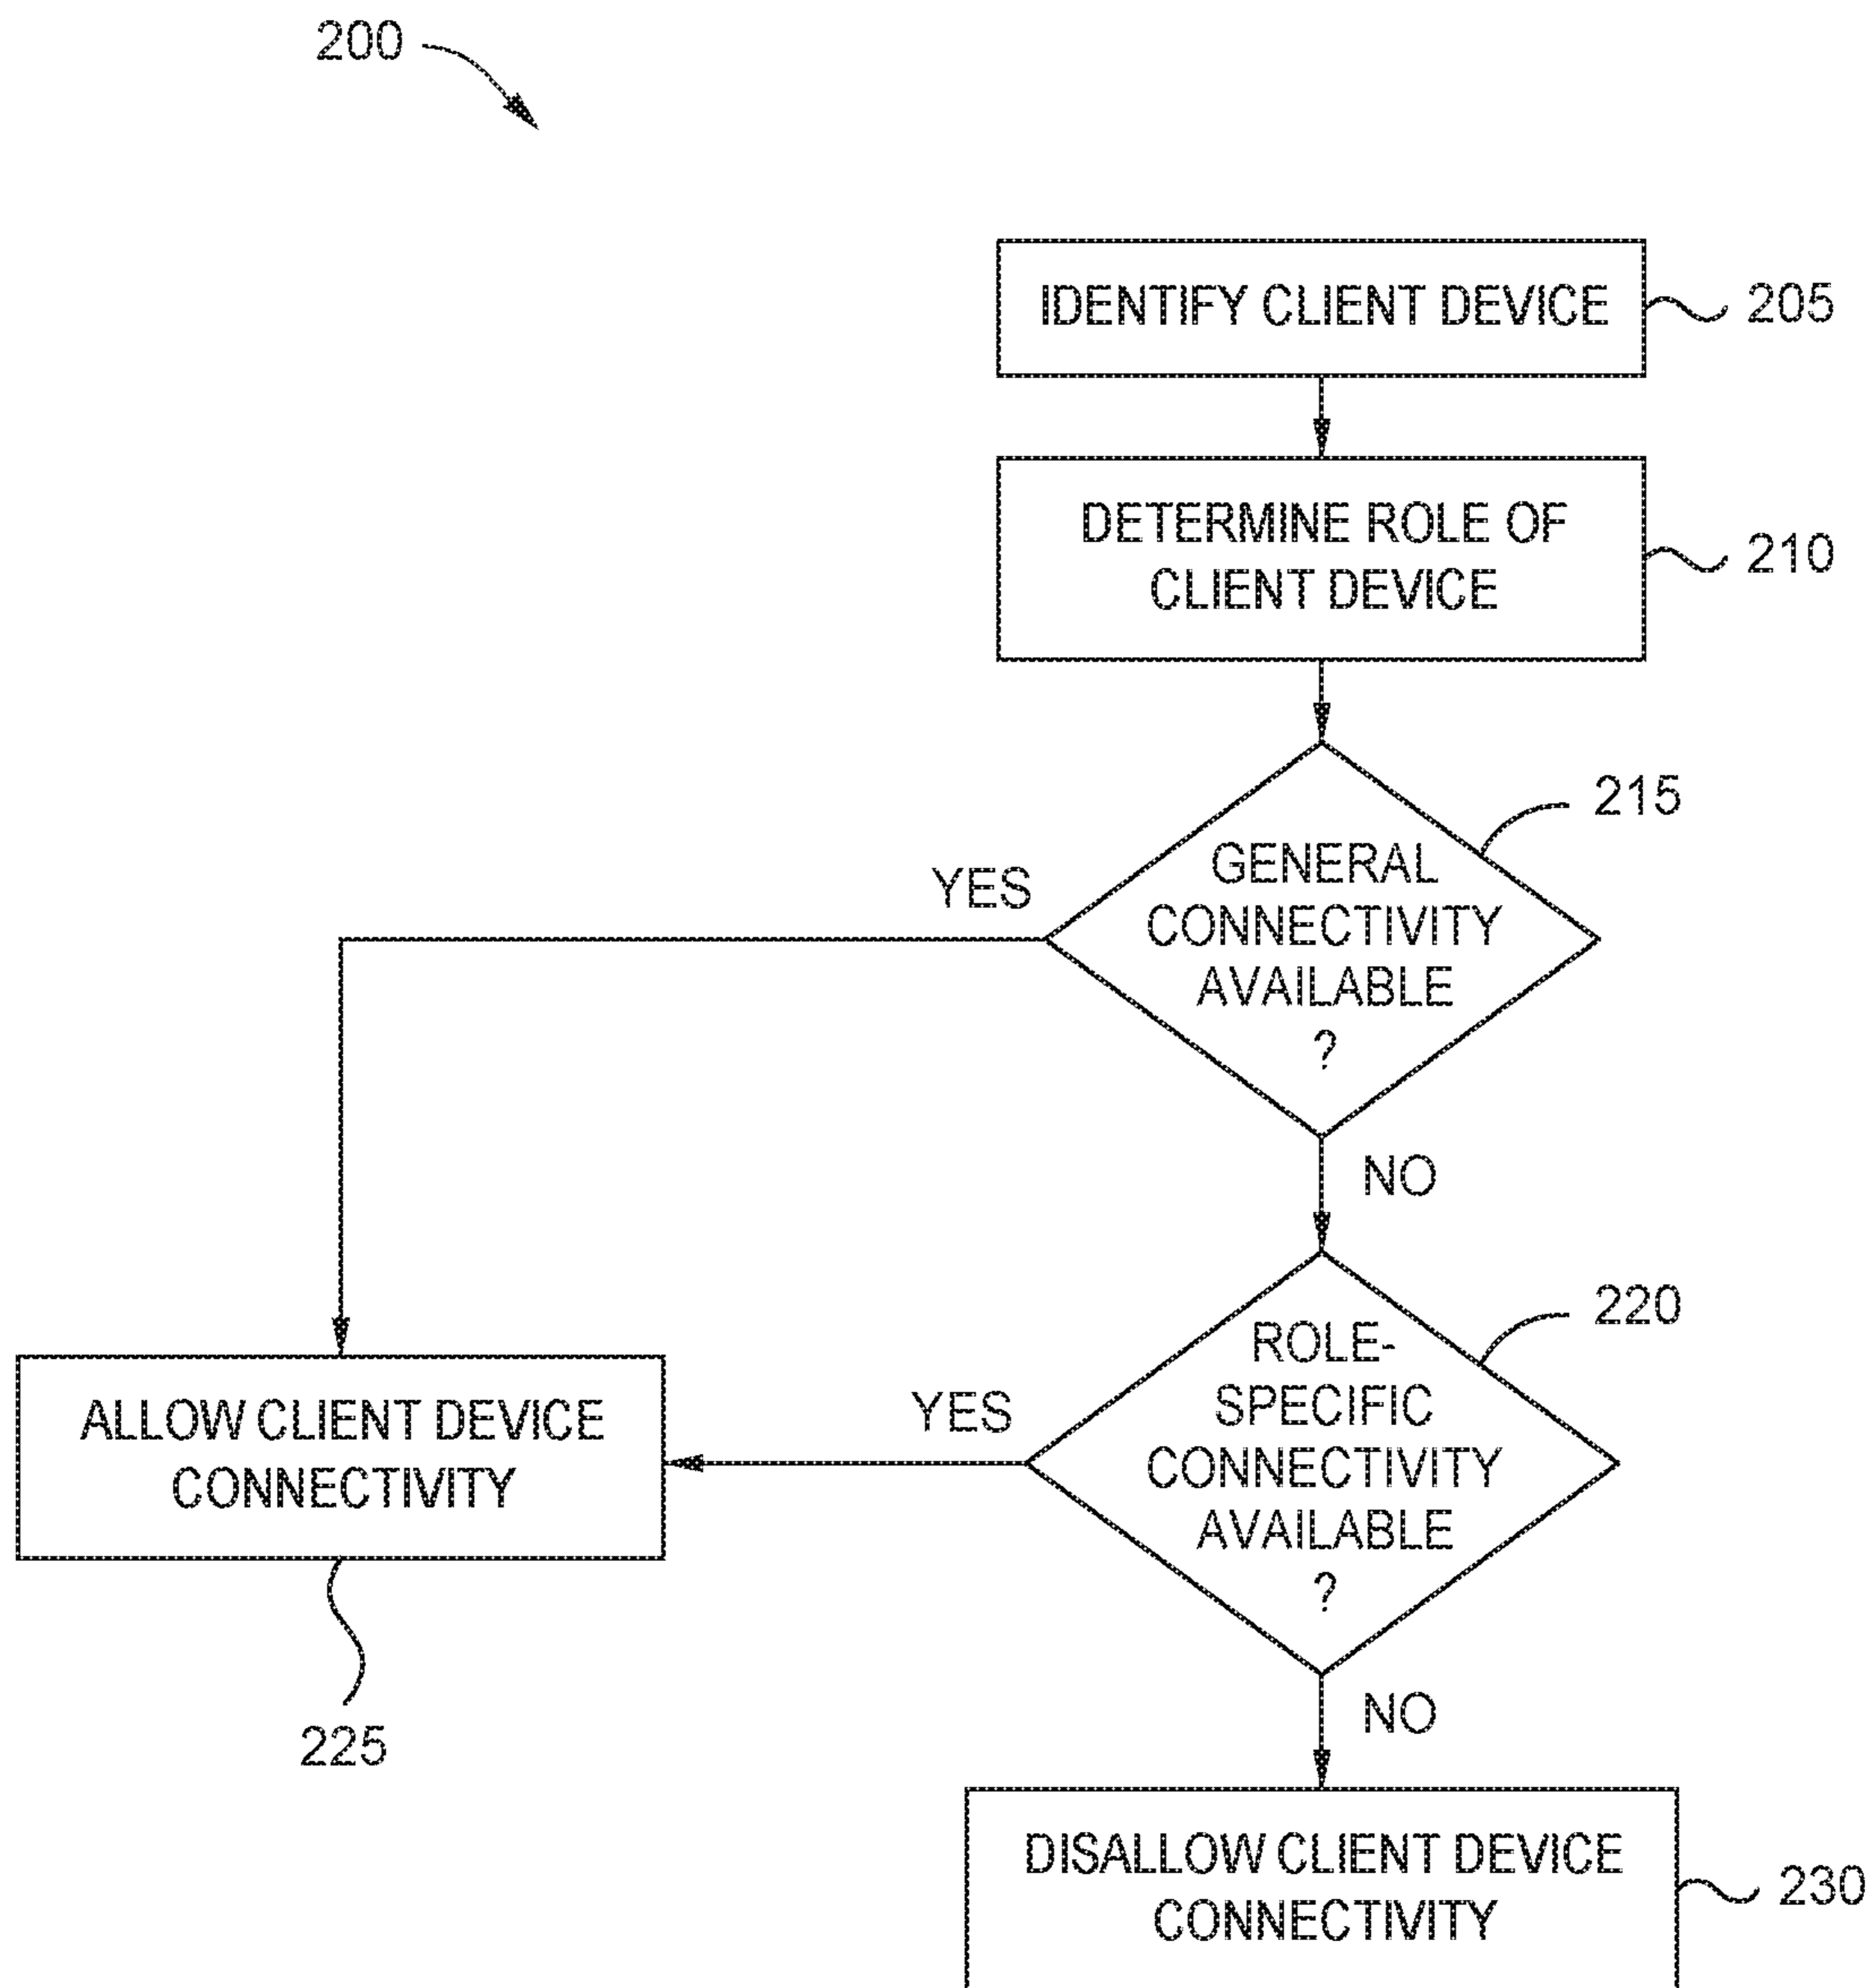 200
IDENTIFY CLIENT DEVICE
205
DETERMINE ROLE OF
CLIENT DEVICE
210
215
GENERAL
CONNECTIVITY
AVAILABLE
?
YES
NO
220
ROLE-
SPECIFIC
CONNECTIVITY
AVAILABLE
?
YES
ALLOW CLIENT DEVICE
CONNECTIVITY
225
NO
DISALLOW CLIENT DEVICE
CONNECTIVITY
230